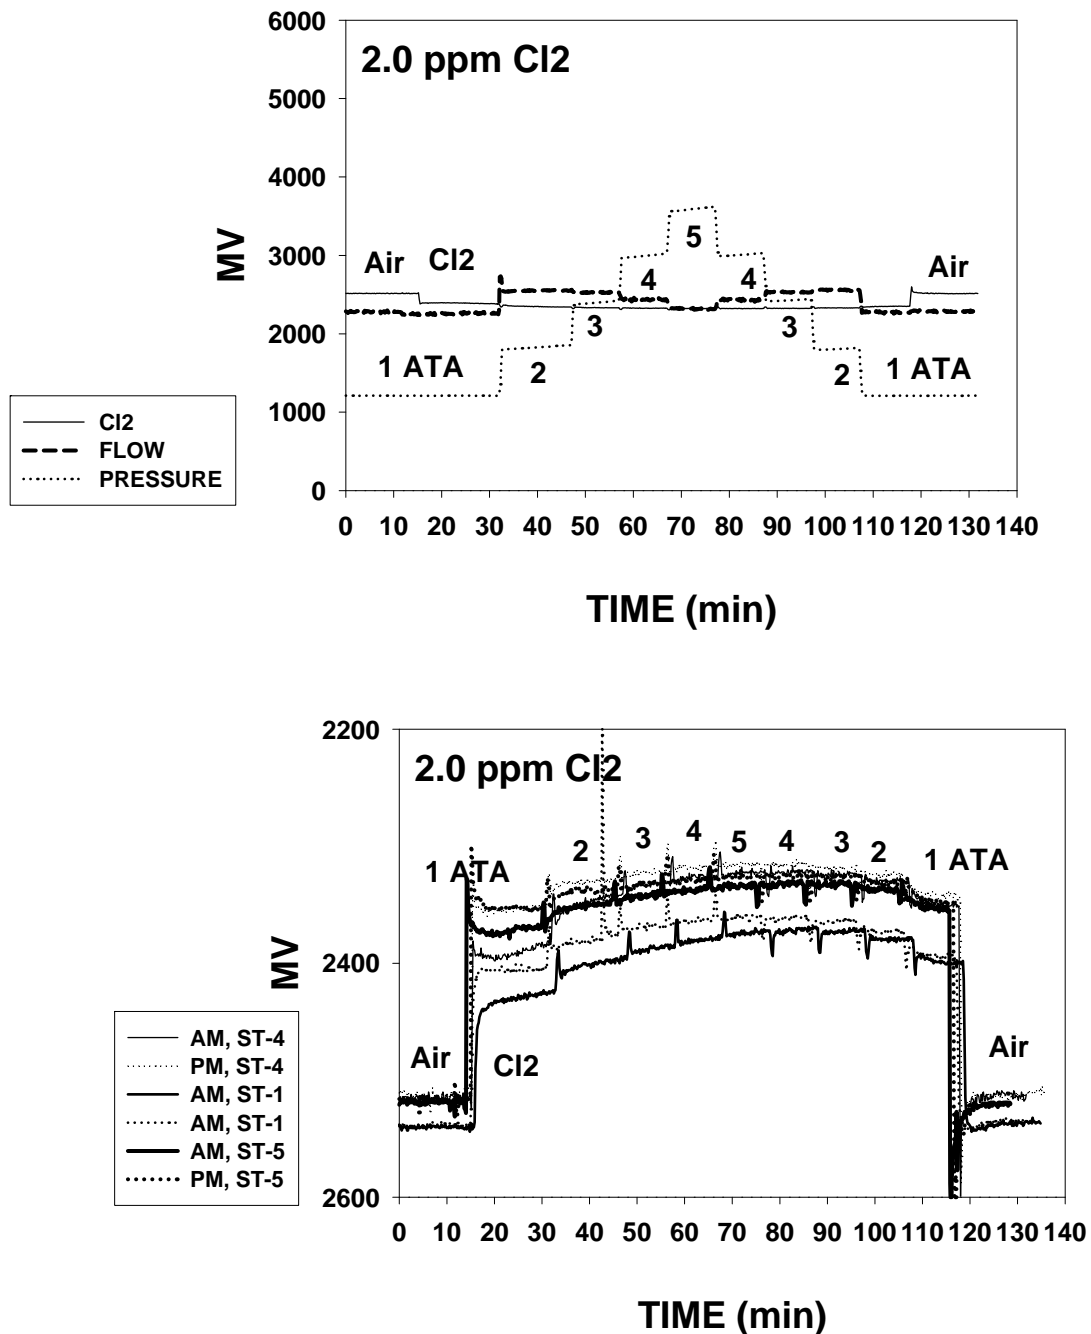 6000
2.0 ppm Cl2
5000
4000
MV
3000
5
Air
Cl2
4
4
Air
2000
3
3
1 ATA
2
2
1 ATA
1000
0
Cl2
FLOW
PRESSURE
0 10 20 30 40 50 60 70 80 90 100 110 120 130 140
TIME (min)
2200
2.0 ppm Cl2
2 3 4 5 4 3 2
1 ATA
1 ATA
MV
2400
Air
Cl2
Air
2600
AM, ST-4
PM, ST-4
AM, ST-1
AM, ST-1
AM, ST-5
PM, ST-5
0 10 20 30 40 50 60 70 80 90 100 110 120 130 140
TIME (min)